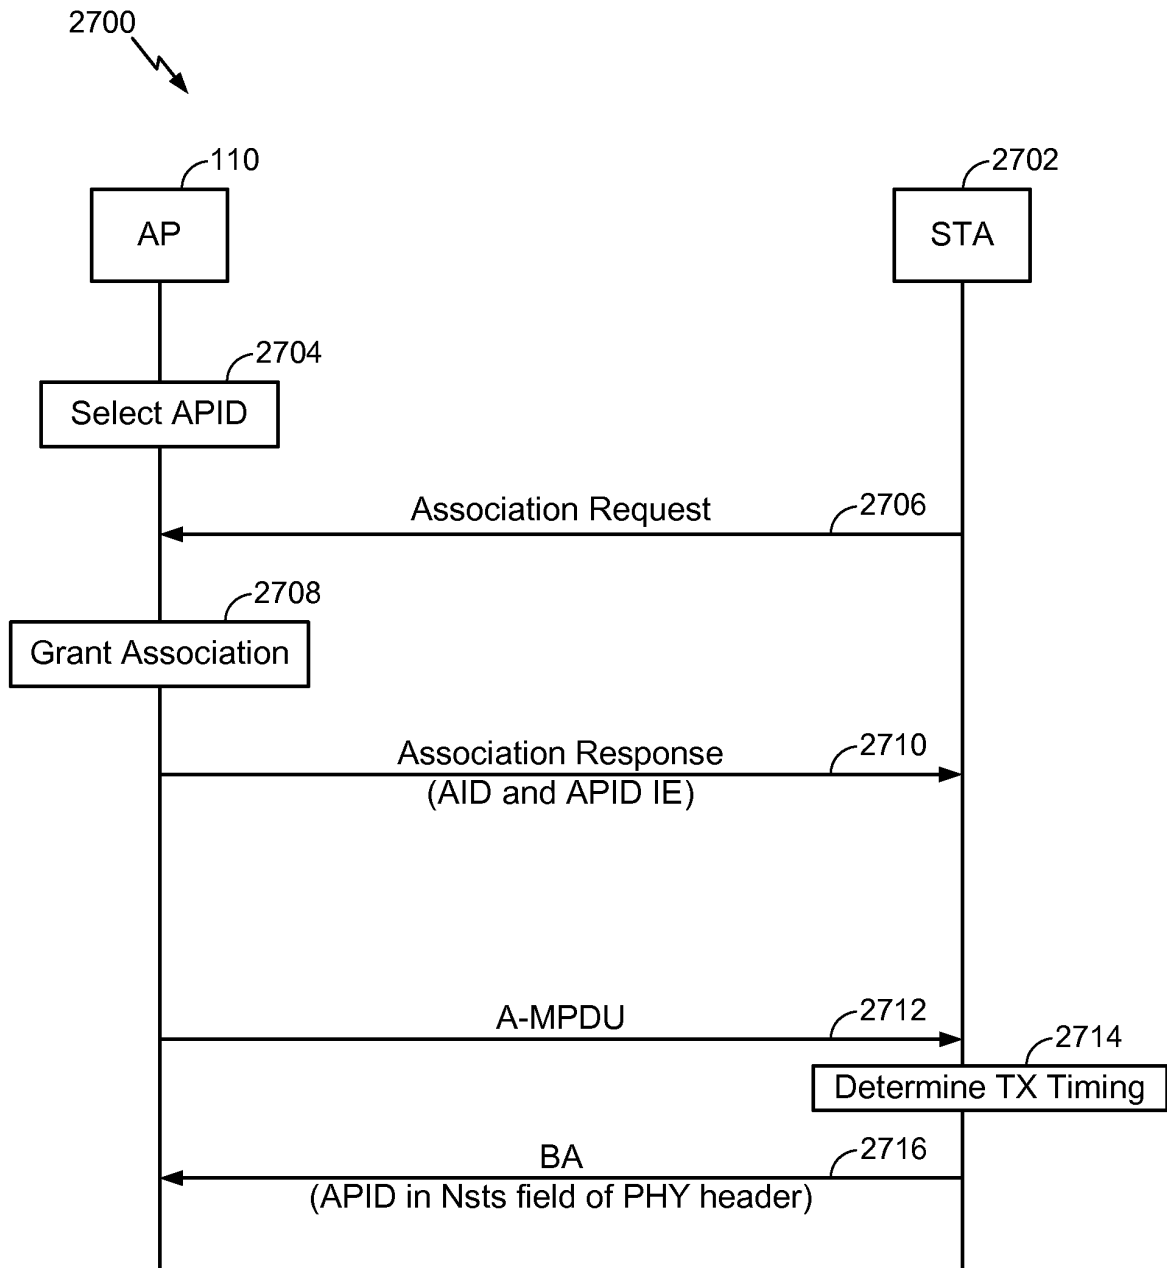 2700
110
2702
AP
STA
2704
Select APID
Association Request
2706
2708
Grant Association
Association Response
2710
(AID and APID IE)
A-MPDU
2712
2714
Determine TX Timing
BA
2716
(APID in Nsts field of PHY header)